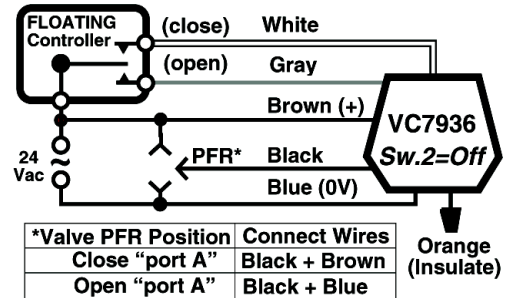 FLOATING
Controller
(close) White
(open) Gray
Brown (+)
VC7936
Sw.2=Off
24
Vac
PFR* Black
Blue (0V)
Orange
(Insulate)
*Valve PFR Position Connect Wires
Close “port A” Black + Brown
Open “port A” Black + Blue